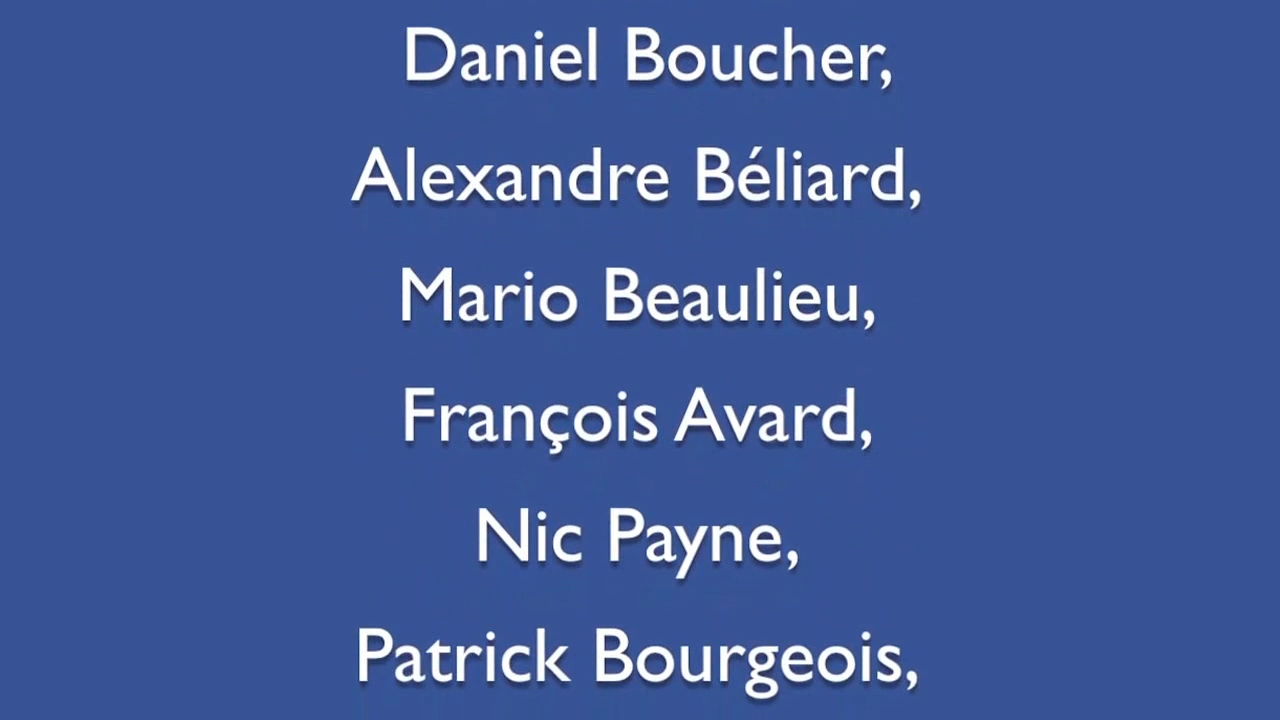 Daniel Boucher,
Alexandre Béliard,
Mario Beaulieu,
François Avard,
Nic Payne,
Patrick Bourgeois,